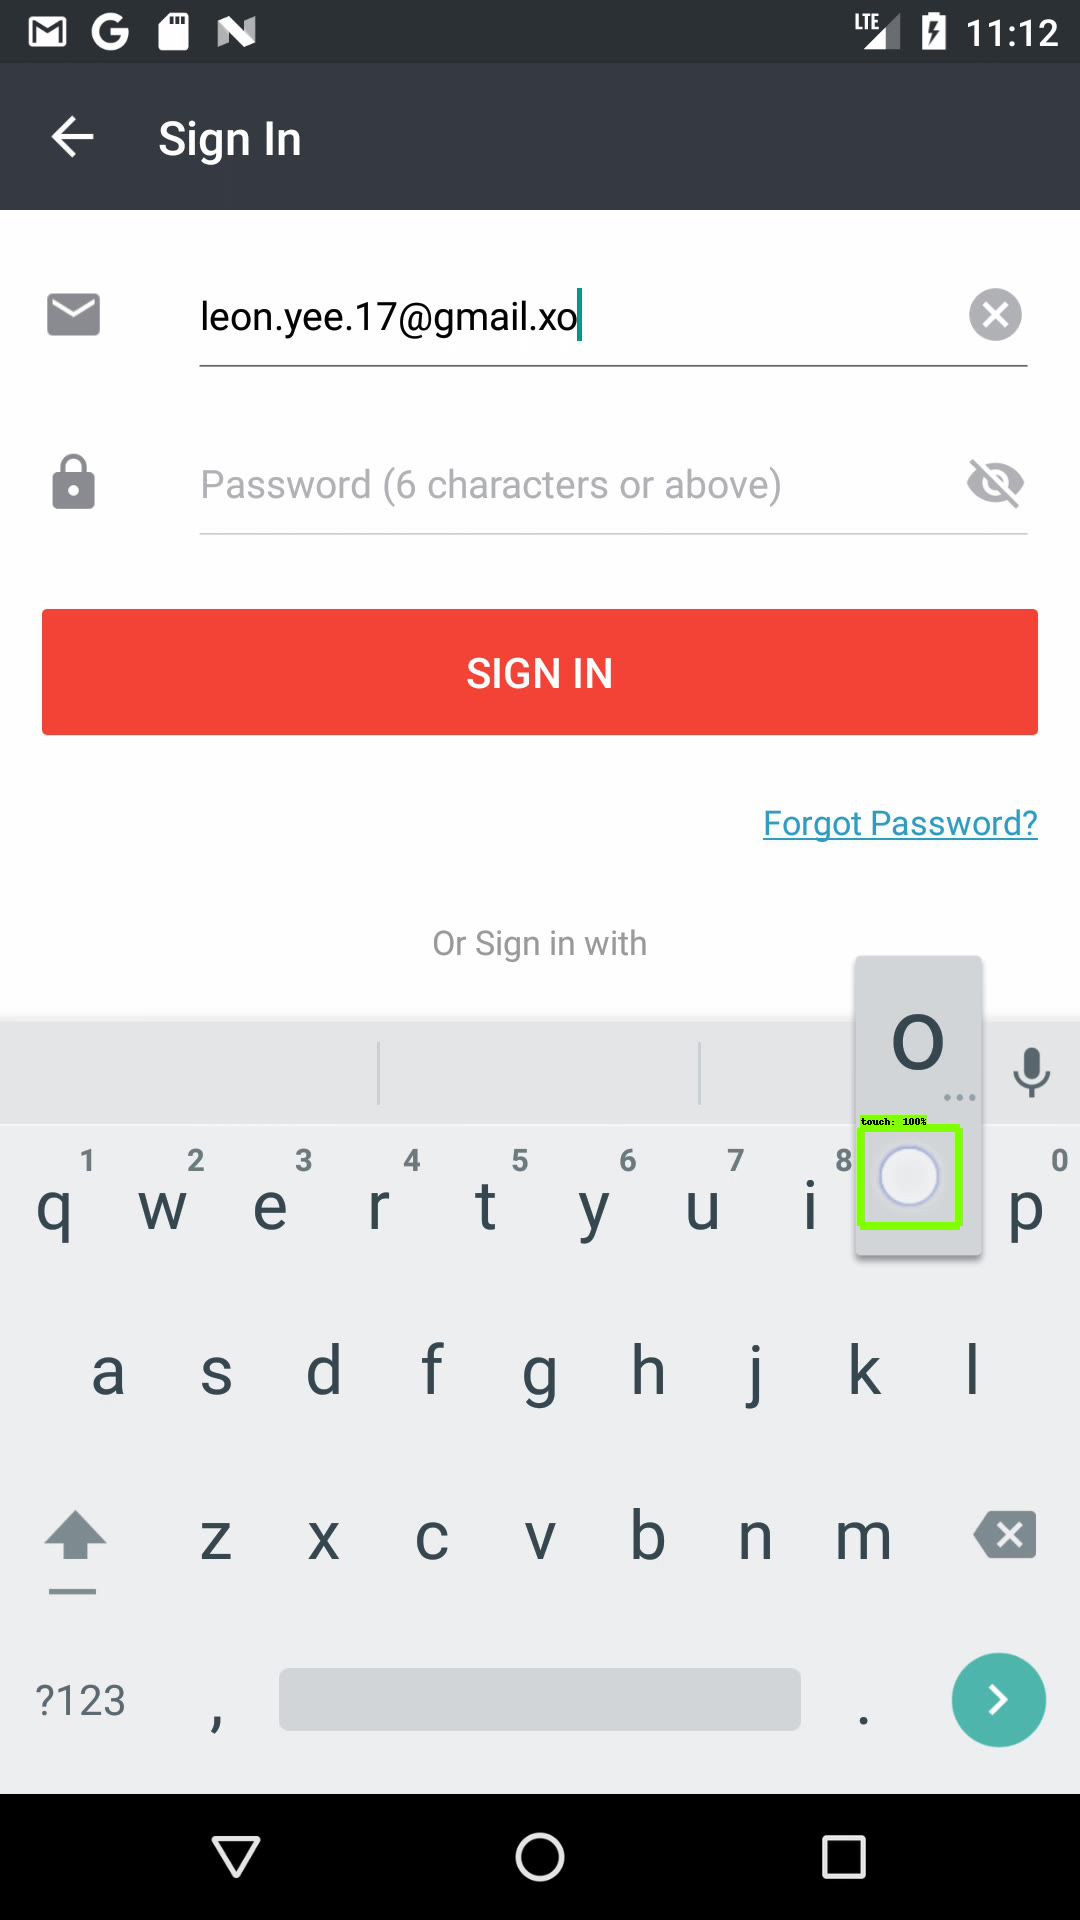 LTE 11:12
Sign In
leon.yee.17@gmail.xo
Password (6 characters or above)
SIGN IN
Forgot Password?
Or Sign in with
o
touch: 100%
1 2 3 4 5 6 7 8 0
q w e r t y u i p
a s d f g h j k l
z x c v b n m
?123 , .